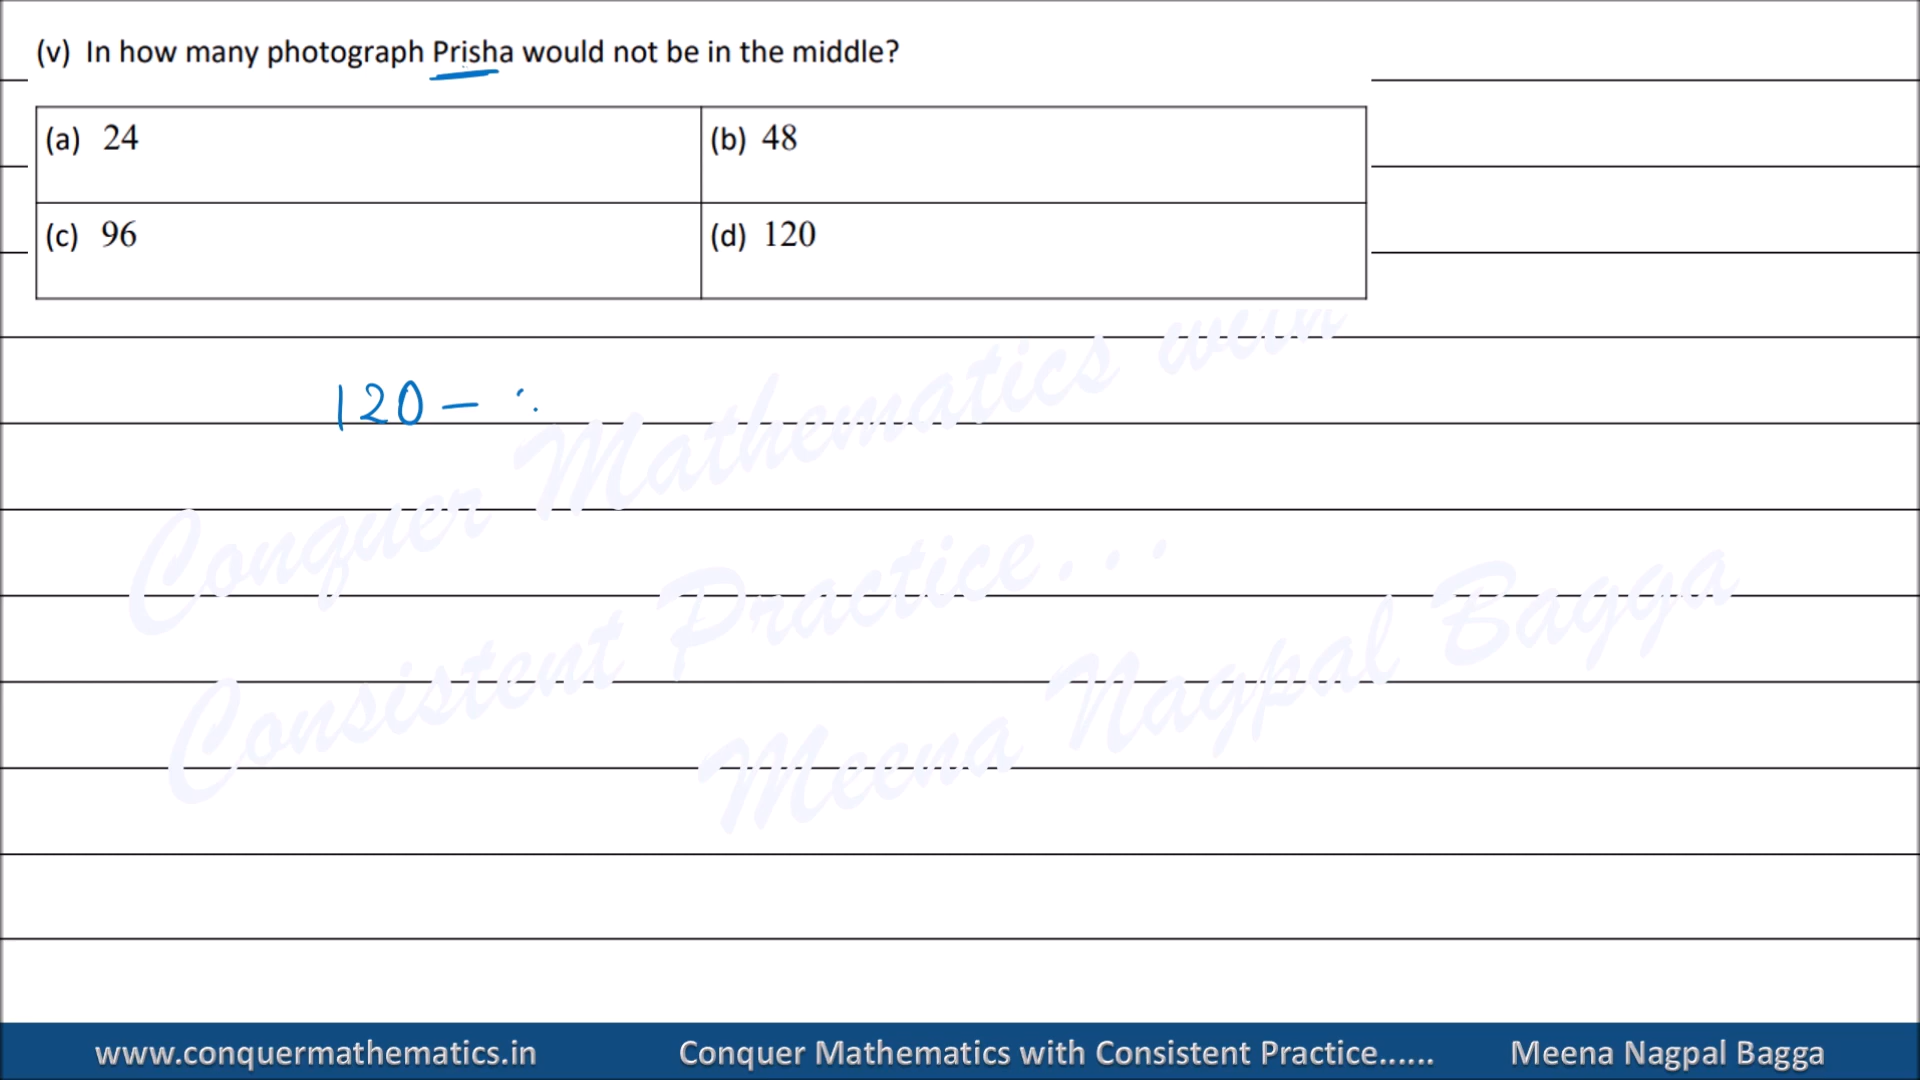 (v) In how many photograph Prisha would not be in the middle?
(a) 24
(b) 48
(c) 96
(d) 120
120 -
Conquer Mathematics with
Consistent Practice...
Meena Nagpal Bagga
www.conquermathematics.in
Conquer Mathematics with Consistent Practice......
Meena Nagpal Bagga